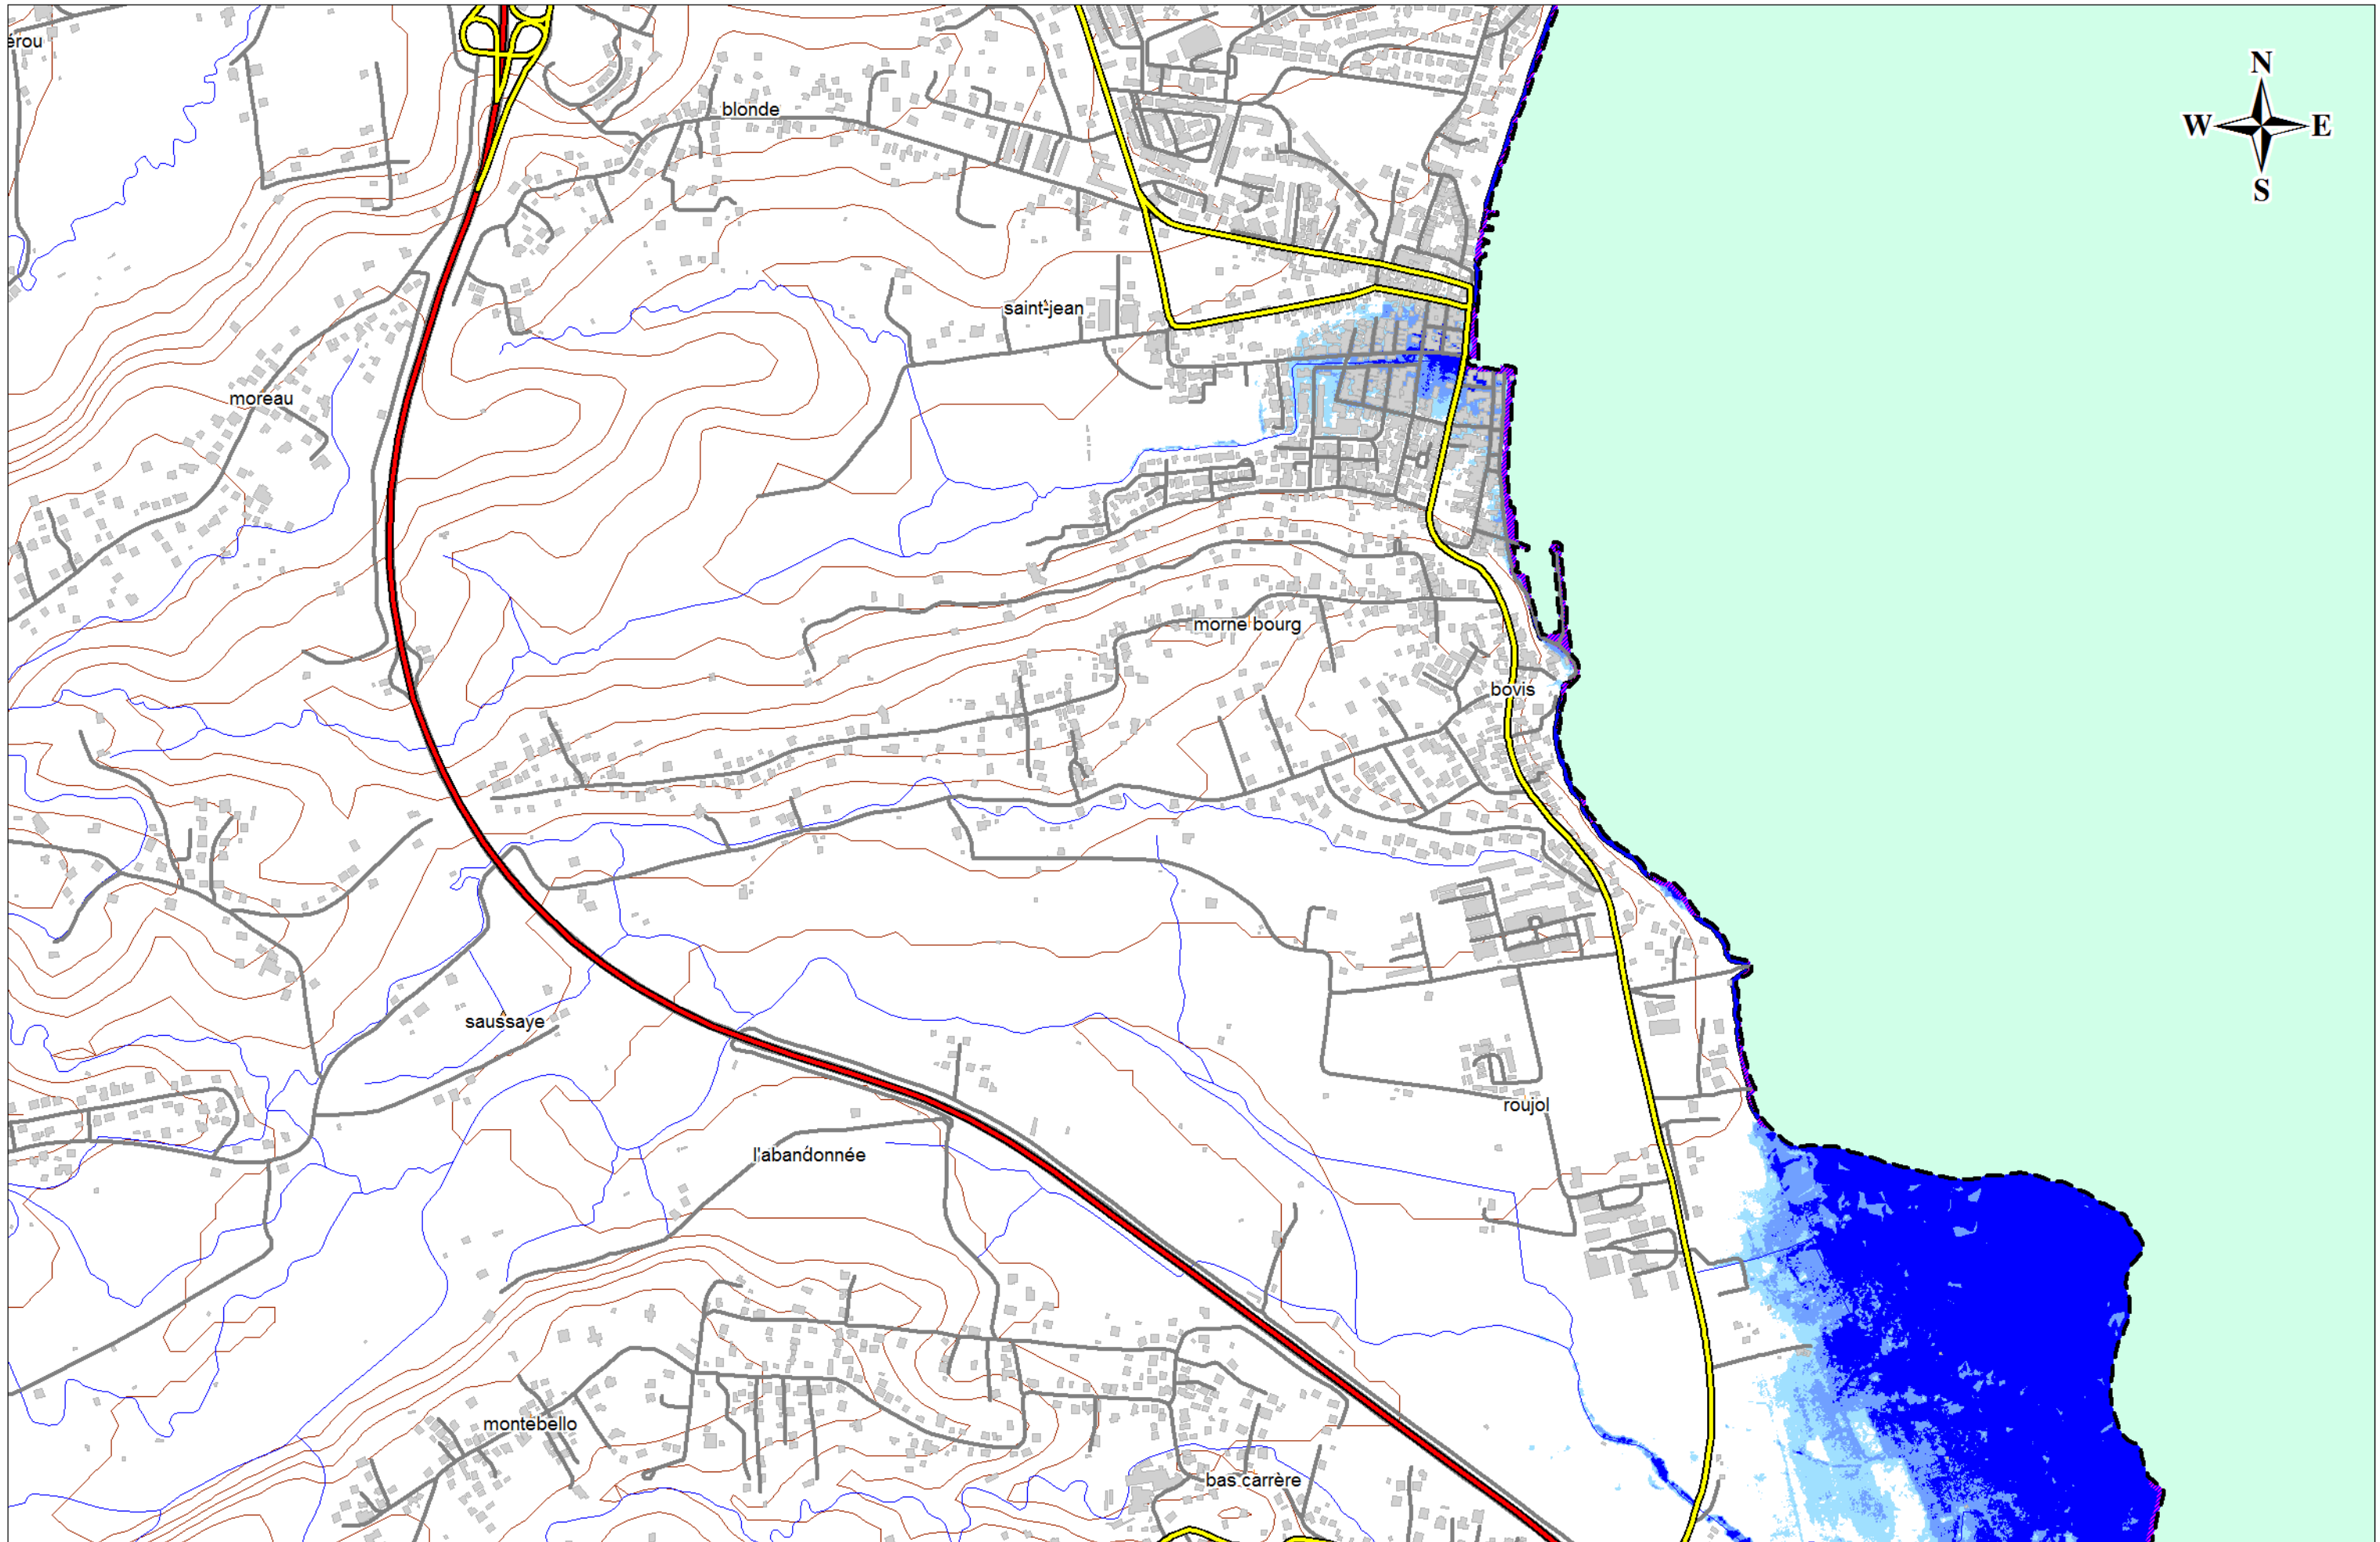 érou
N
W E
S
blonde
saint-jean
moreau
morne bourg
bovis
saussaye
roujol
l'abandonnée
montebello
bas carrère